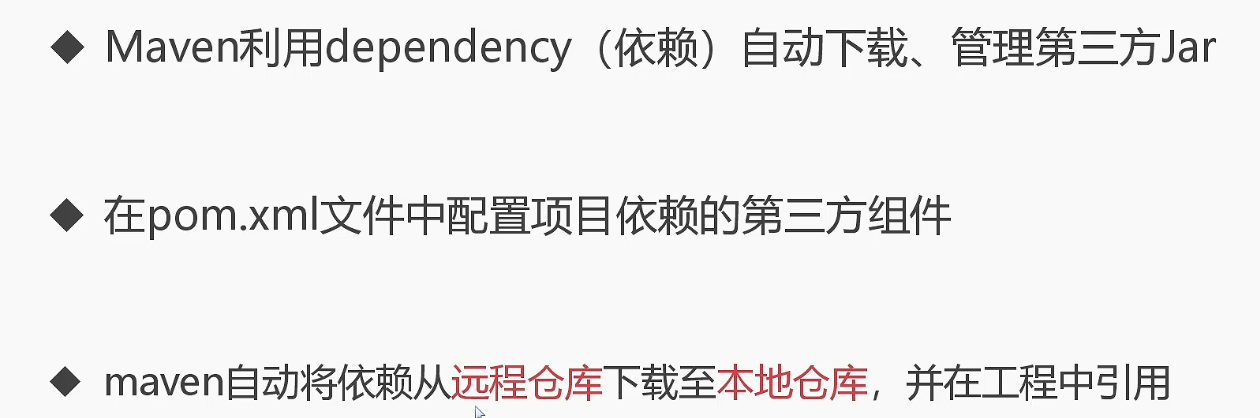 ◆ Maven利用dependency（依赖）自动下载、管理第三方Jar
◆ 在pom.xml文件中配置项目依赖的第三方组件
◆ maven自动将依赖从远程仓库下载至本地仓库，并在工程中引用